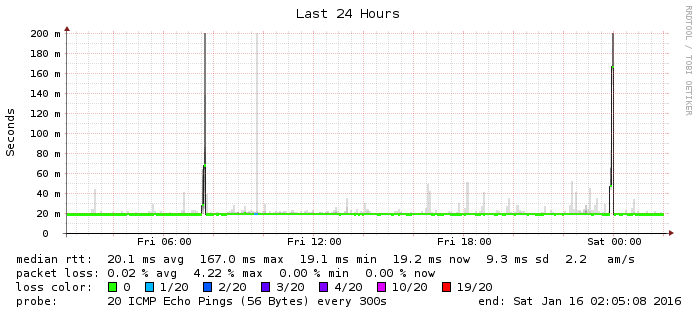 Last 24 Hours
RRDTOOL / TOBI OETIKER
Seconds
200 m
180 m
160 m
140 m
120 m
100 m
80 m
60 m
40 m
20 m
0
Fri 06:00 Fri 12:00 Fri 18:00 Sat 00:00
median rtt: 20.1 ms avg 167.0 ms max 19.1 ms min 19.2 ms now 9.3 ms sd 2.2 am/s
packet loss: 0.02 % avg 4.22 % max 0.00 % min 0.00 % now
loss color: 0 1/20 2/20 3/20 4/20 10/20 19/20
probe: 20 ICMP Echo Pings (56 Bytes) every 300s end: Sat Jan 16 02:05:08 2016